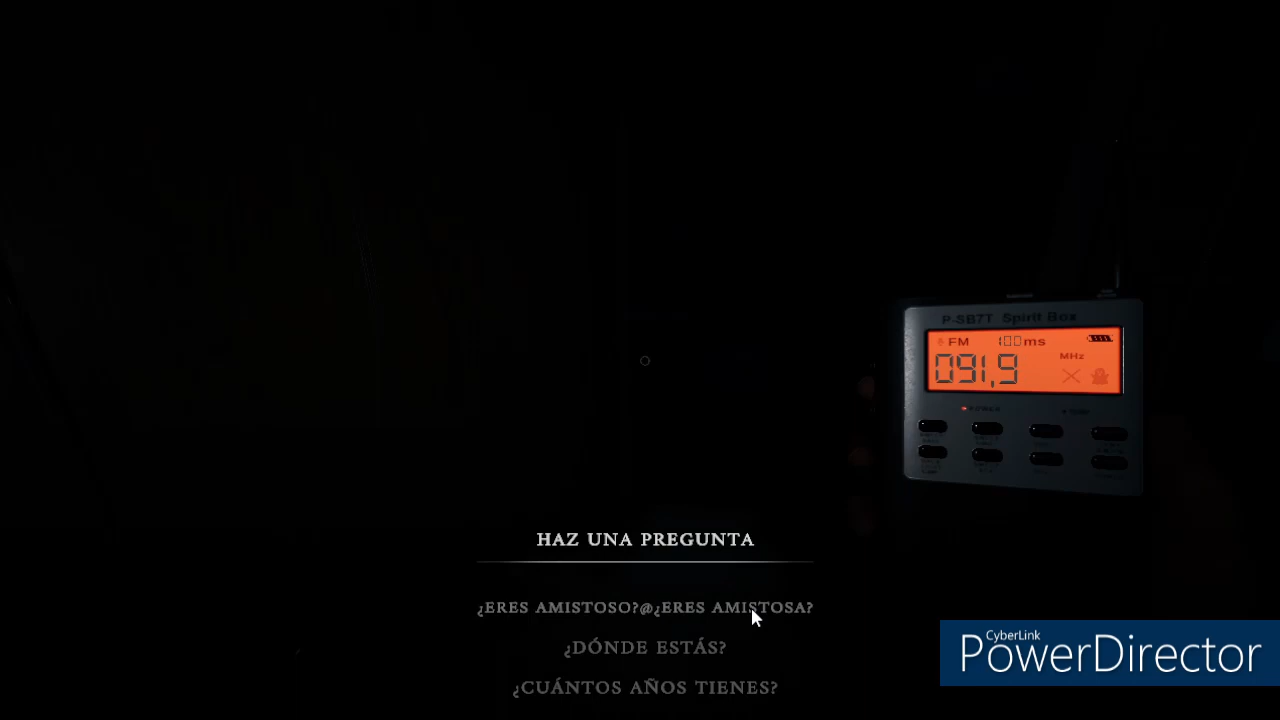 P-SB7T Spirit Box
FM 100ms
MHz
091,9
HAZ UNA PREGUNTA
¿ERES AMISTOSO?@¿ERES AMISTOSA?
¿DÓNDE ESTÁS?
¿CUÁNTOS AÑOS TIENES?
CyberLink
PowerDirector